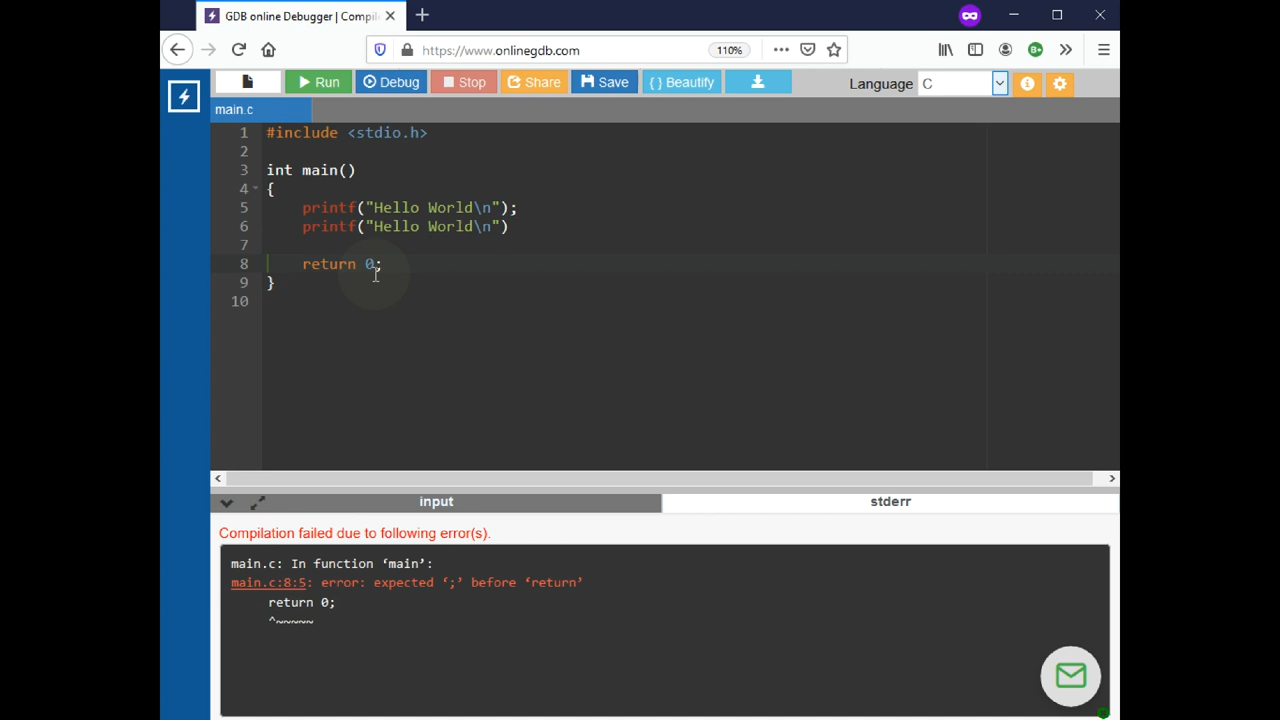 GDB online Debugger | Compile
https://www.onlinegdb.com
110%
Run
Debug
Stop
Share
Save
{ } Beautify
Language
C
main.c
1 #include <stdio.h>
2
3 int main()
4 {
5 printf("Hello World\n");
6 printf("Hello World\n")
7
8 return 0;
9 }
10
input
stderr
Compilation failed due to following error(s).
main.c: In function ‘main’:
main.c:8:5: error: expected ‘;’ before ‘return’
return 0;
^~~~~~